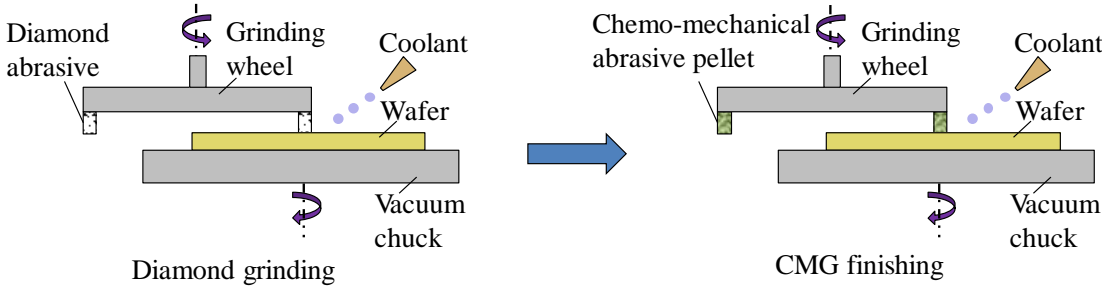 Diamond
abrasive
Grinding
wheel
Coolant
Wafer
Vacuum
chuck
Diamond grinding
Chemo-mechanical
abrasive pellet
Grinding
wheel
Coolant
Wafer
Vacuum
chuck
CMG finishing